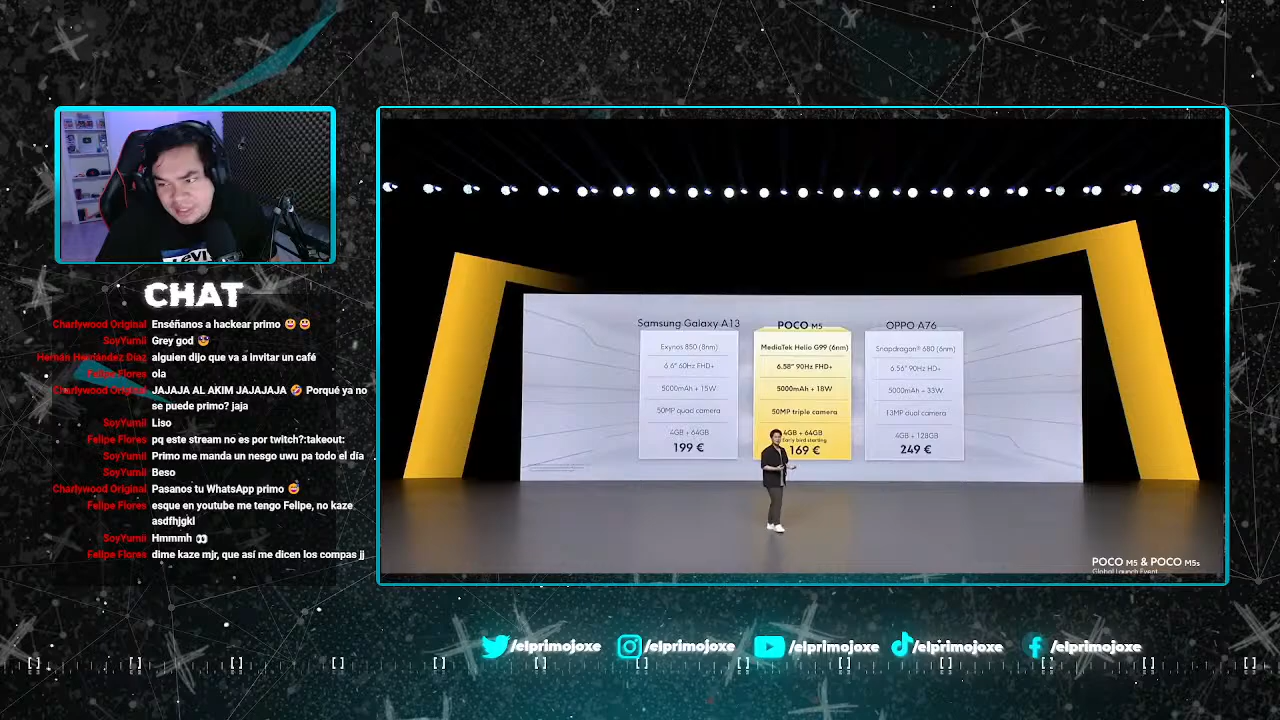 CHAT
Charlywood Original Enséñanos a hackear primo 😃 😃
SoyYumii Grey god
Hernán Hernández Díaz alguien dijo que va a invitar un café
Felipe Flores ola
Charlywood Original JAJAJA AL AKIM JAJAJAJA 🤣 Porqué ya no
se puede primo? jaja
SoyYumii Liso
Felipe Flores pq este stream no es por twitch?:takeout:
SoyYumii Primo me manda un nesgo uwu pa todo el día
SoyYumii Beso
Charlywood Original Pasanos tu WhatsApp primo 😅
Felipe Flores esque en youtube me tengo Felipe, no kaze
asdfhjgkl
SoyYumii Hmmmh 👀
Felipe Flores dime kaze mjr, que así me dicen los compas jj
Samsung Galaxy A13
Exynos 850 (8nm)
6.6" 60Hz FHD+
5000mAh + 15W
50MP quad camera
4GB + 64GB
199 €
POCO M5
MediaTek Helio G99 (6nm)
6.58" 90Hz FHD+
5000mAh + 18W
50MP triple camera
4GB + 64GB
Early bird starting
169 €
OPPO A76
Snapdragon® 680 (6nm)
6.56" 90Hz HD+
5000mAh + 33W
13MP dual camera
4GB + 128GB
249 €
POCO M5 & POCO M5s
Global Launch Event
/elprimojoxe /elprimojoxe /elprimojoxe /elprimojoxe /elprimojoxe